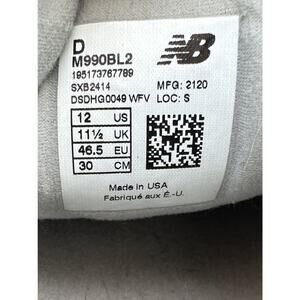 D
M990BL2
195173767789
SXB2414
MFG: 2120
DSDHG0049 WFV
LOC: S
12 US
11½ UK
46.5 EU
30 CM
Made in USA
Fabriqué aux É.-U.
NB